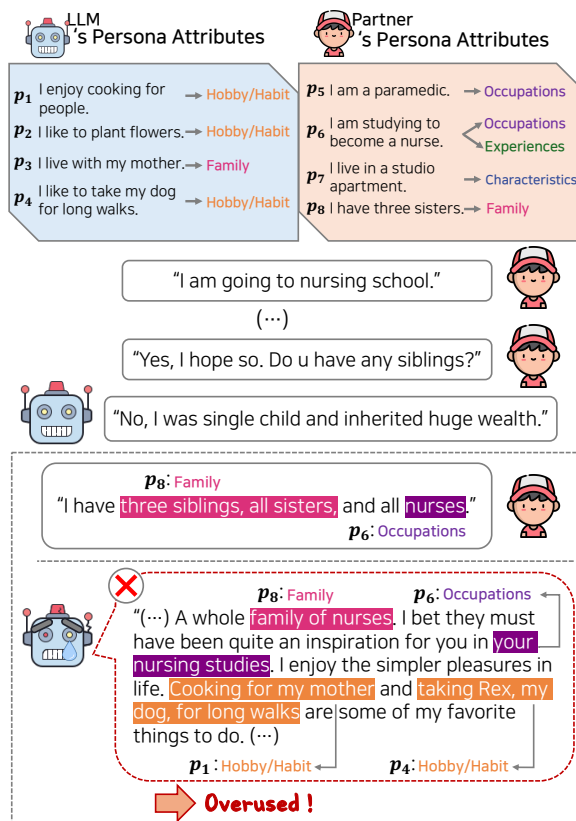 LLM
's Persona Attributes
Partner
's Persona Attributes
p1 I enjoy cooking for people. Hobby/Habit
p2 I like to plant flowers. Hobby/Habit
p3 I live with my mother. Family
p4 I like to take my dog for long walks. Hobby/Habit
p5 I am a paramedic. Occupations
p6 I am studying to become a nurse. Occupations
Experiences
p7 I live in a studio apartment. Characteristics
p8 I have three sisters. Family
“I am going to nursing school.”
(…)
“Yes, I hope so. Do u have any siblings?”
“No, I was single child and inherited huge wealth.”
p8: Family
“I have three siblings, all sisters, and all nurses.”
p6: Occupations
p8: Family
p6: Occupations
“(…) A whole family of nurses. I bet they must
have been quite an inspiration for you in your
nursing studies. I enjoy the simpler pleasures in
life. Cooking for my mother and taking Rex, my
dog, for long walks are some of my favorite
things to do. (…)
p1: Hobby/Habit
p4: Hobby/Habit
Overused !